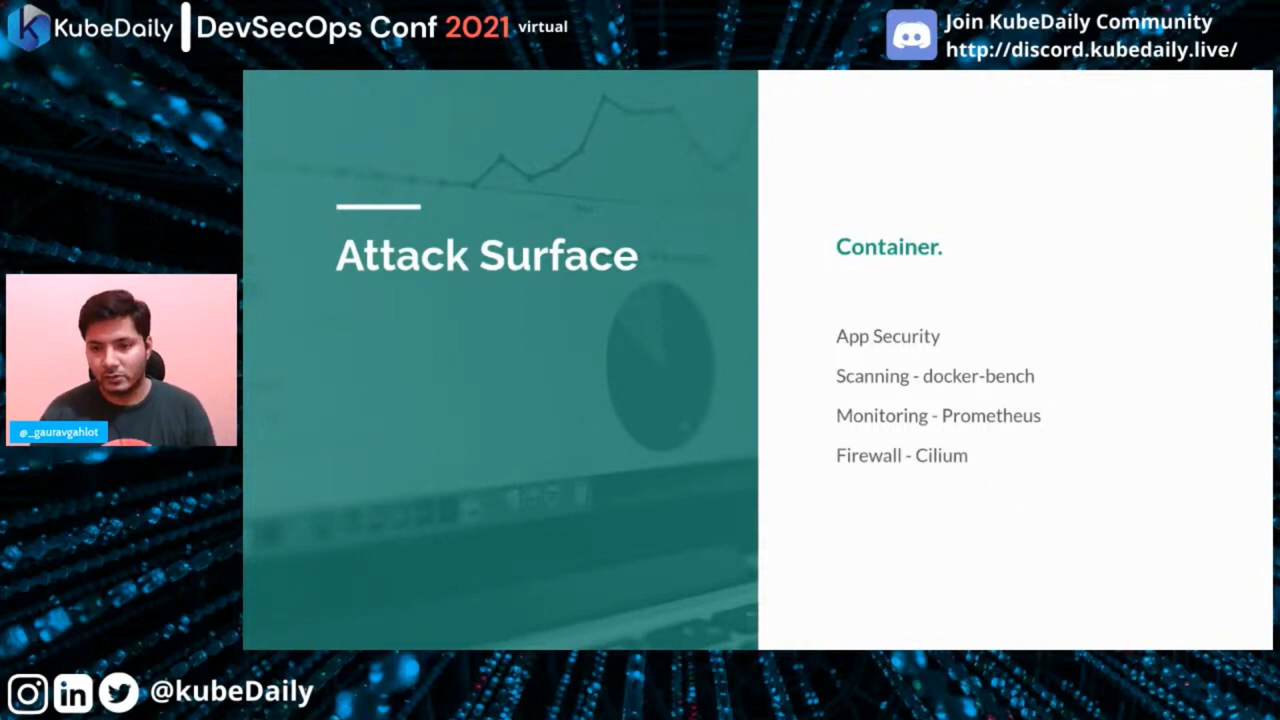 KubeDaily
DevSecOps Conf 2021 virtual
Join KubeDaily Community
http://discord.kubedaily.live/
Attack Surface
Container.
App Security
Scanning - docker-bench
Monitoring - Prometheus
Firewall - Cilium
@_gauravgahlot
@kubeDaily